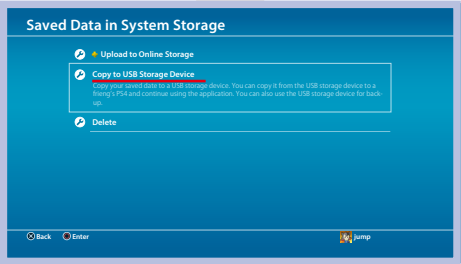 Saved Data in System Storage
Upload to Online Storage
Copy to USB Storage Device
Copy your saved date to a USB storage device. You can copy it from the USB storage device to a
frieng's PS4 and continue using the application. You can also use the USB storage device for back-
up.
Delete
Back Enter jump